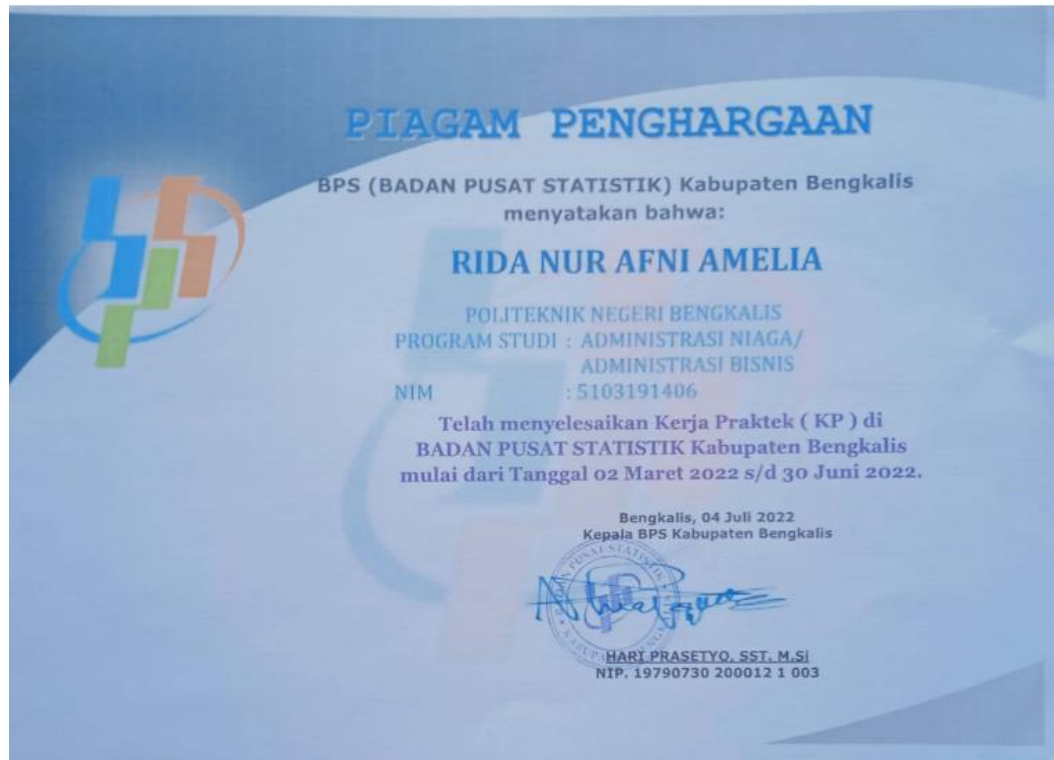 PIAGAM PENGHARGAAN
BPS (BADAN PUSAT STATISTIK) Kabupaten Bengkalis
menyatakan bahwa:
RIDA NUR AFNI AMELIA
POLITEKNIK NEGERI BENGKALIS
PROGRAM STUDI : ADMINISTRASI NIAGA/
ADMINISTRASI BISNIS
NIM : 5103191406
Telah menyelesaikan Kerja Praktek ( KP ) di
BADAN PUSAT STATISTIK Kabupaten Bengkalis
mulai dari Tanggal 02 Maret 2022 s/d 30 Juni 2022.
Bengkalis, 04 Juli 2022
Kepala BPS Kabupaten Bengkalis
HARI PRASETYO, SST. M.Si
NIP. 19790730 200012 1 003